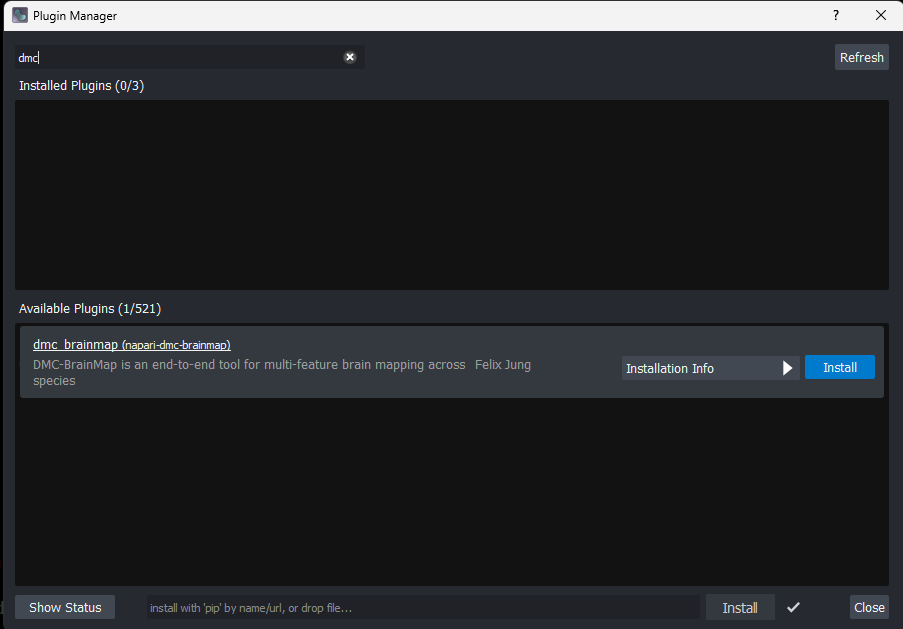 Plugin Manager
?
dmc
Refresh
Installed Plugins (0/3)
Available Plugins (1/521)
dmc_brainmap (napari-dmc-brainmap)
DMC-BrainMap is an end-to-end tool for multi-feature brain mapping across Felix Jung
species
Installation Info
Install
Show Status
install with 'pip' by name/url, or drop file...
Install
Close